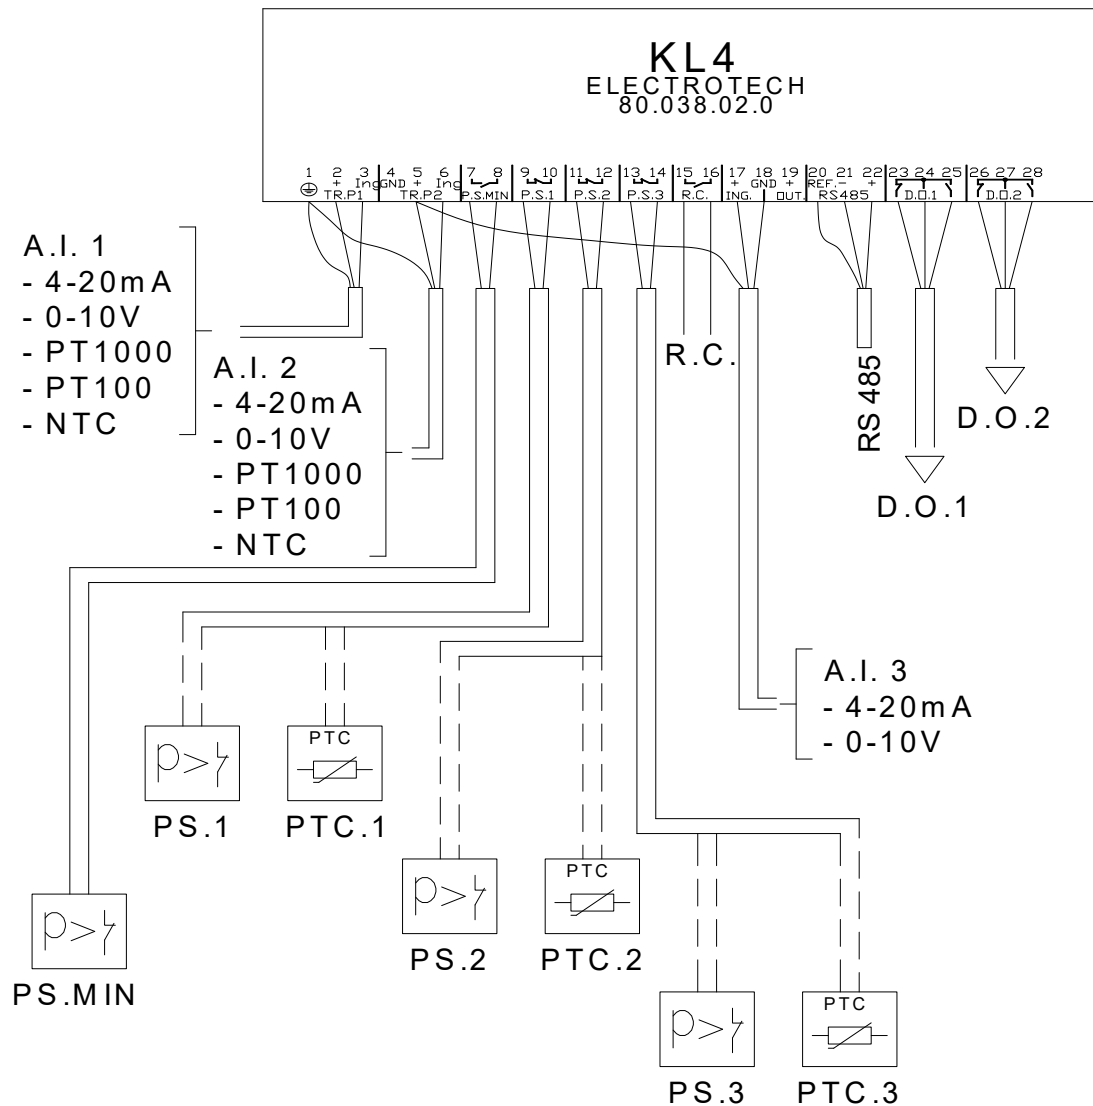 KL4
ELECTROTECH
80.038.02.0
1 2 3 4 5 6 7 8 9 10 11 12 13 14 15 16 17 18 19 20 21 22 23 24 25 26 27 28
+ Ing GND + Ing + GND + REF. - +
TR.P1 TR.P2 P.S.MIN P.S.1 P.S.2 P.S.3 R.C. ING. OUT. RS485 D.O.1 D.O.2
A.I. 1
- 4-20mA
- 0-10V
- PT1000
- PT100
- NTC
A.I. 2
- 4-20mA
- 0-10V
- PT1000
- PT100
- NTC
R.C.
RS 485
D.O.2
D.O.1
A.I. 3
- 4-20mA
- 0-10V
P>
PS.1
PTC
PTC.1
P>
PS.2
PTC
PTC.2
P>
PS.MIN
P>
PS.3
PTC
PTC.3